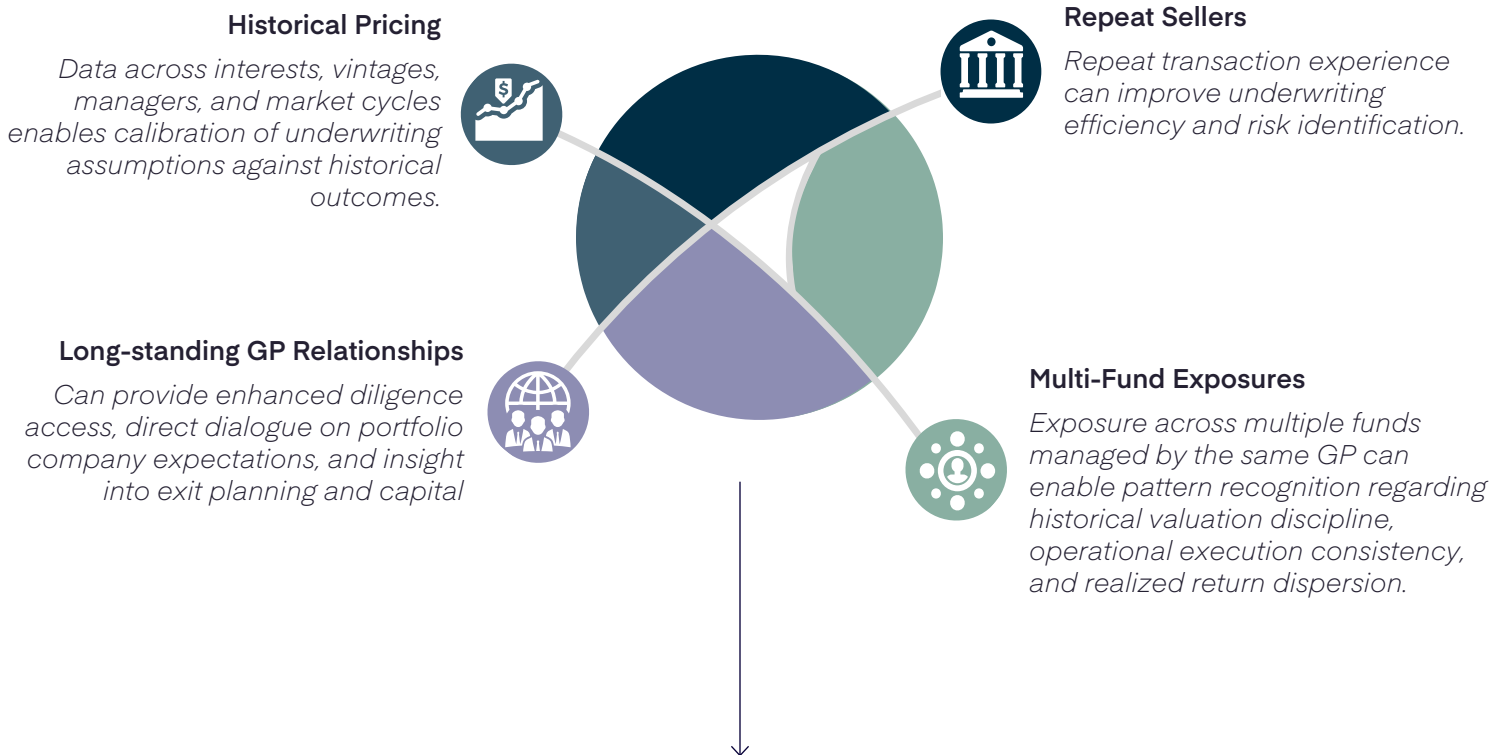 Historical Pricing
Data across interests, vintages,
managers, and market cycles
enables calibration of underwriting
assumptions against historical
outcomes.
$
Repeat Sellers
Repeat transaction experience
can improve underwriting
efficiency and risk identification.
Long-standing GP Relationships
Can provide enhanced diligence
access, direct dialogue on portfolio
company expectations, and insight
into exit planning and capital
Multi-Fund Exposures
Exposure across multiple funds
managed by the same GP can
enable pattern recognition regarding
historical valuation discipline,
operational execution consistency,
and realized return dispersion.